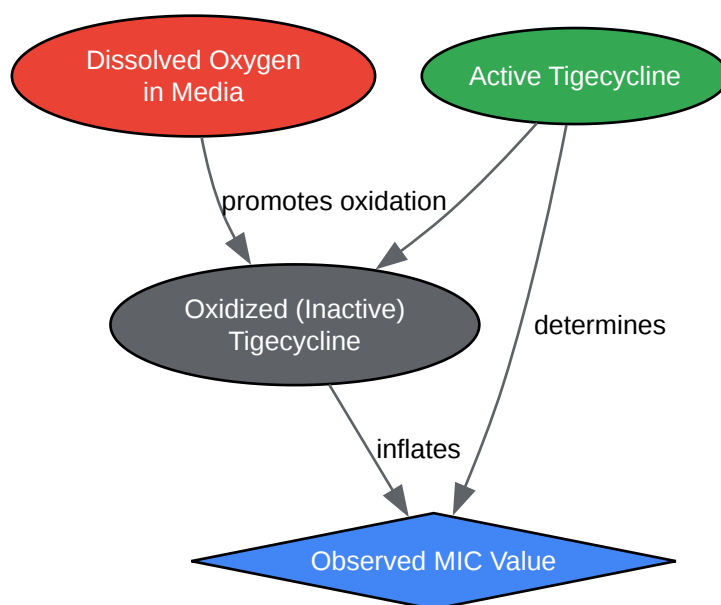 Dissolved Oxygen
in Media
Active Tigecycline
promotes oxidation
Oxidized (Inactive)
Tigecycline
determines
inflates
Observed MIC Value